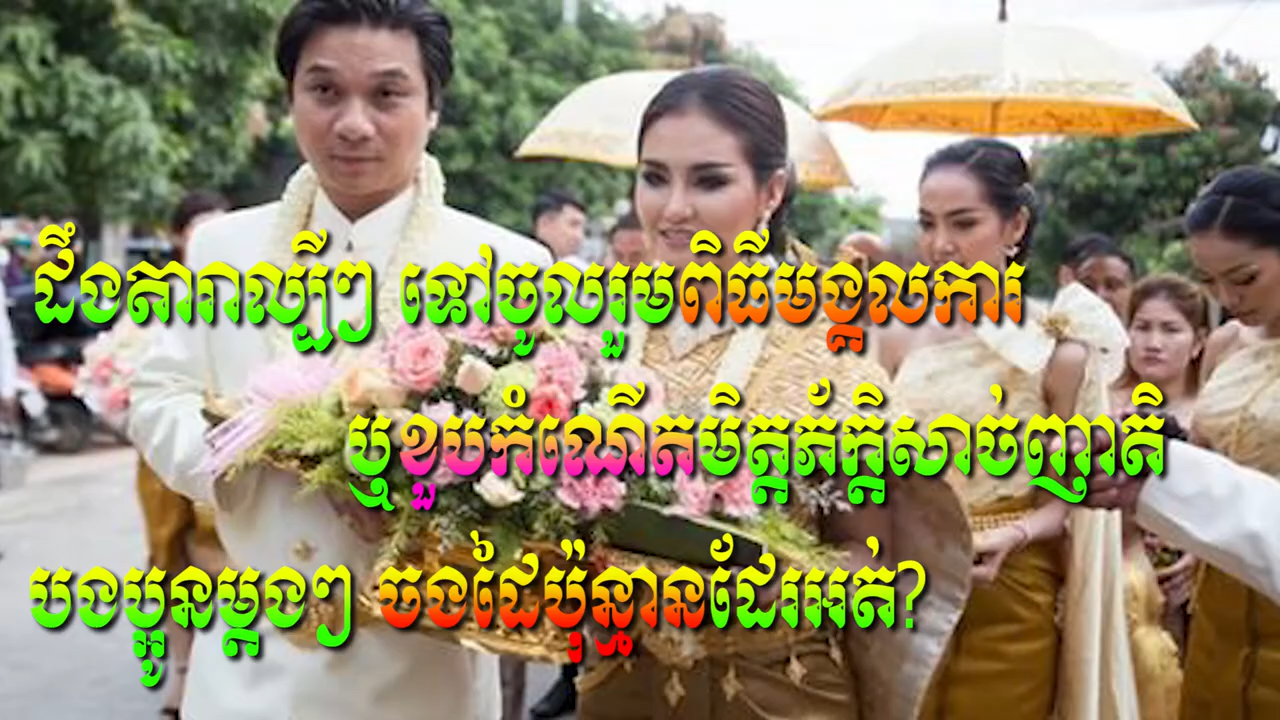 ដឹងតារាល្បីៗ ទៅចូលរួមពិធីមង្គលការ
ឬខួបកំណើតមិត្តភ័ក្តិសាច់ញាតិ
បងប្អូនម្តងៗ ចងដៃប៉ុន្មានដែរអត់?